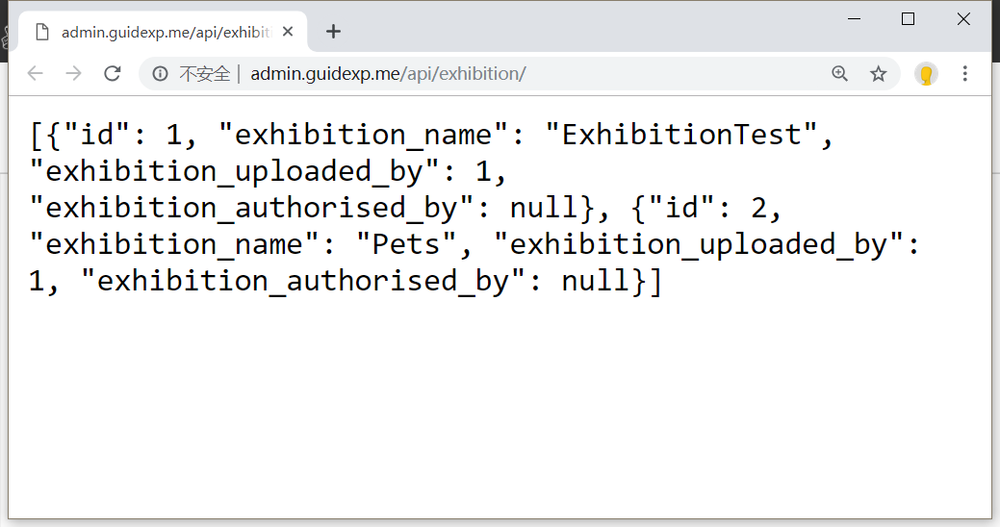 admin.guidexp.me/api/exhibit
不安全 | admin.guidexp.me/api/exhibition/
[{"id": 1, "exhibition_name": "ExhibitionTest",
"exhibition_uploaded_by": 1,
"exhibition_authorised_by": null}, {"id": 2,
"exhibition_name": "Pets", "exhibition_uploaded_by":
1, "exhibition_authorised_by": null}]